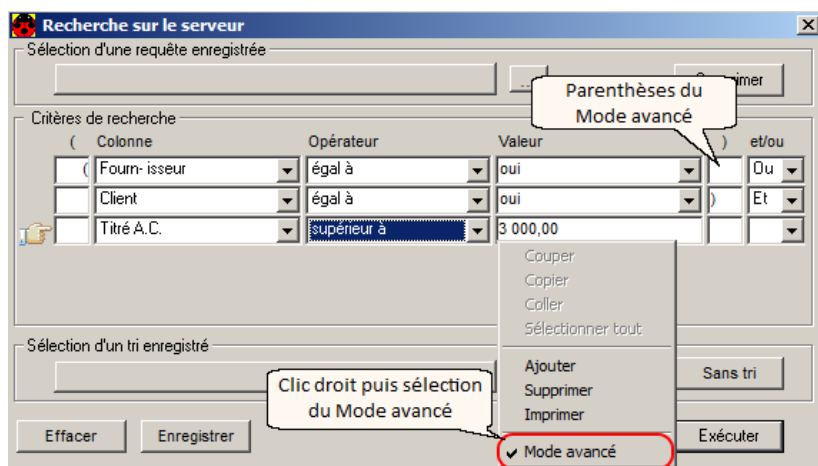 Recherche sur le serveur
Sélection d'une requête enregistrée
...
imer
Parenthèses du
Mode avancé
Critères de recherche
( Colonne Opérateur Valeur ) et/ou
( Fourn- isseur égal à oui Ou
Client égal à oui ) Et
Titré A.C. supérieur à 3 000,00
Couper
Copier
Coller
Sélectionner tout
Sélection d'un tri enregistré
Ajouter
Supprimer
Imprimer
Sans tri
Clic droit puis sélection
du Mode avancé
Effacer Enregistrer Exécuter
Mode avancé